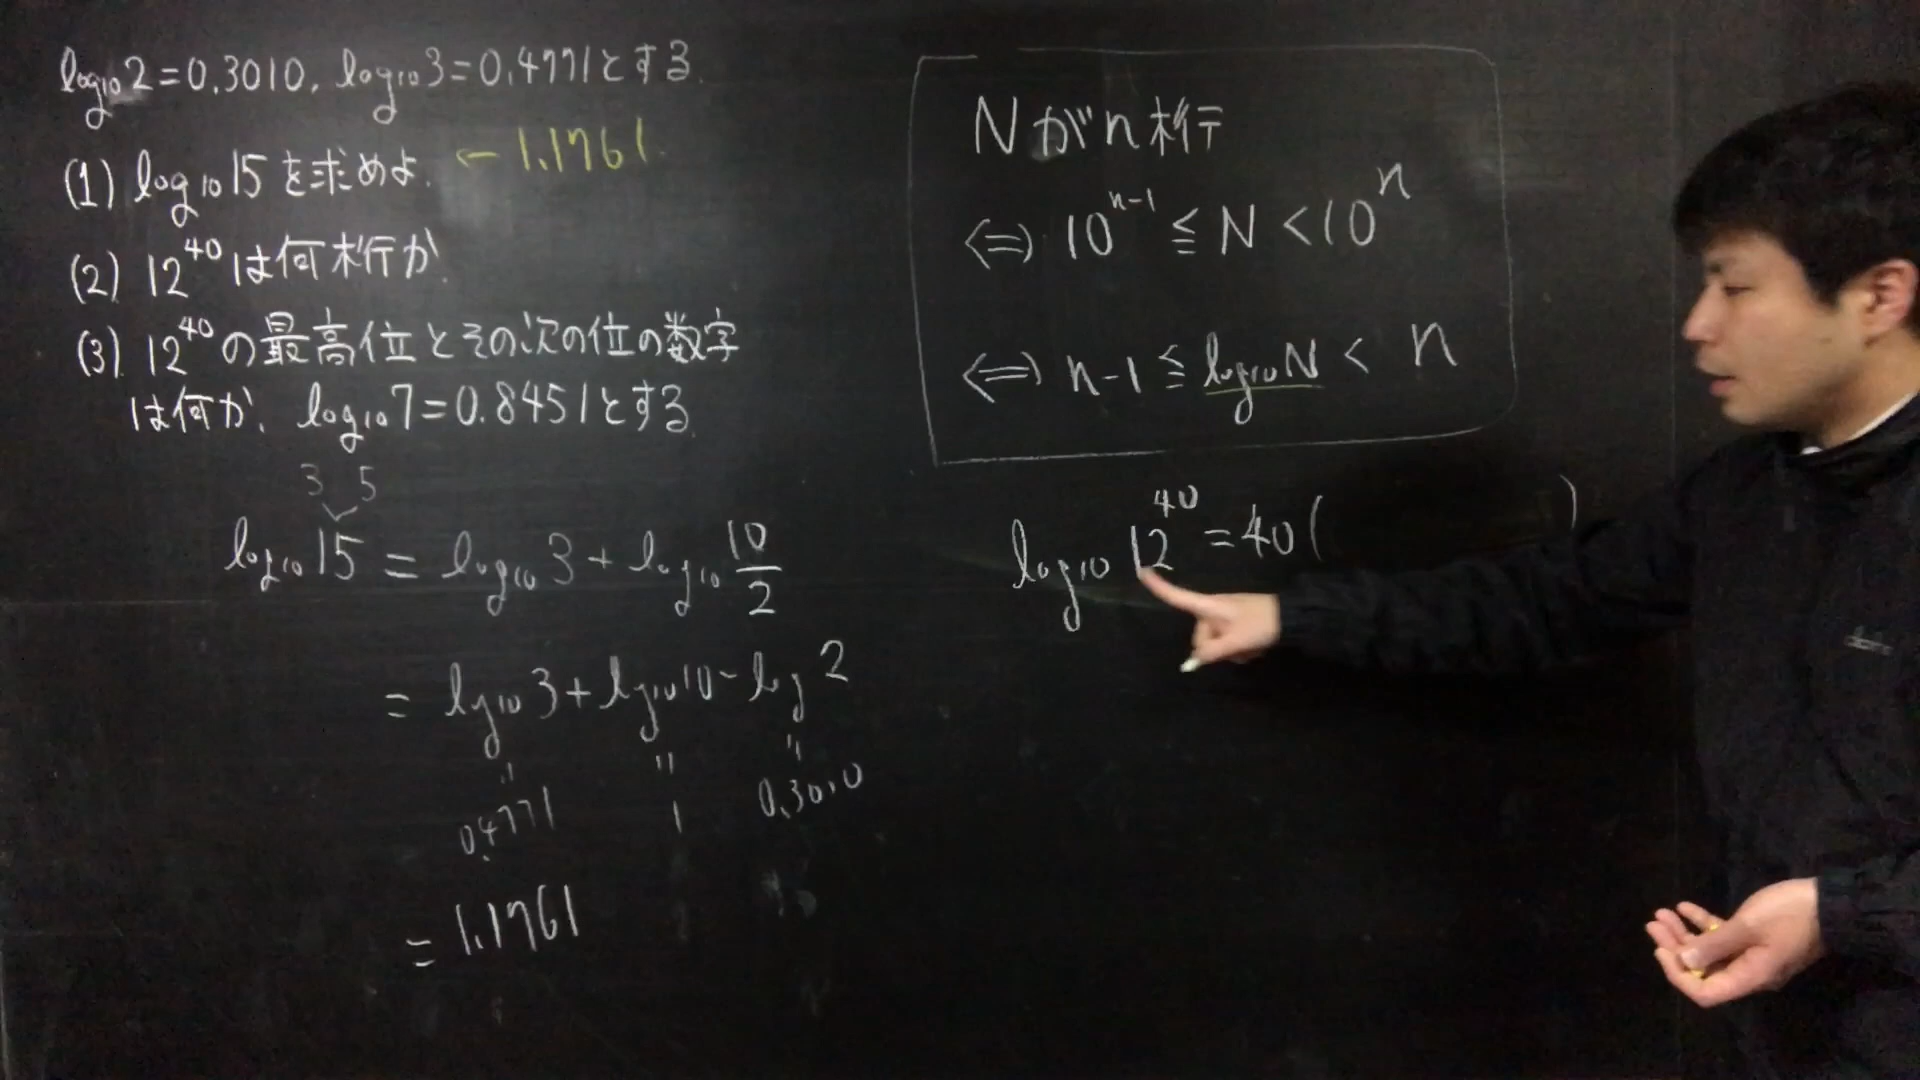 log₁₀2=0.3010, log₁₀3=0.4771とする.
(1) log₁₀15を求めよ. ← 1.1761
(2) 12⁴⁰は何桁か
(3) 12⁴⁰の最高位とその次の位の数字
は何か. log₁₀7=0.8451とする.
3 5
log₁₀15 = log₁₀3 + log₁₀ 10/2
= log₁₀3 + log₁₀10 - log 2
〃 〃 〃
0.4771 1 0.3010
= 1.1761
Nがn桁
⇔ 10ⁿ⁻¹ ≦ N < 10ⁿ
⇔ n-1 ≦ log₁₀N < n
log₁₀12⁴⁰ = 40( )